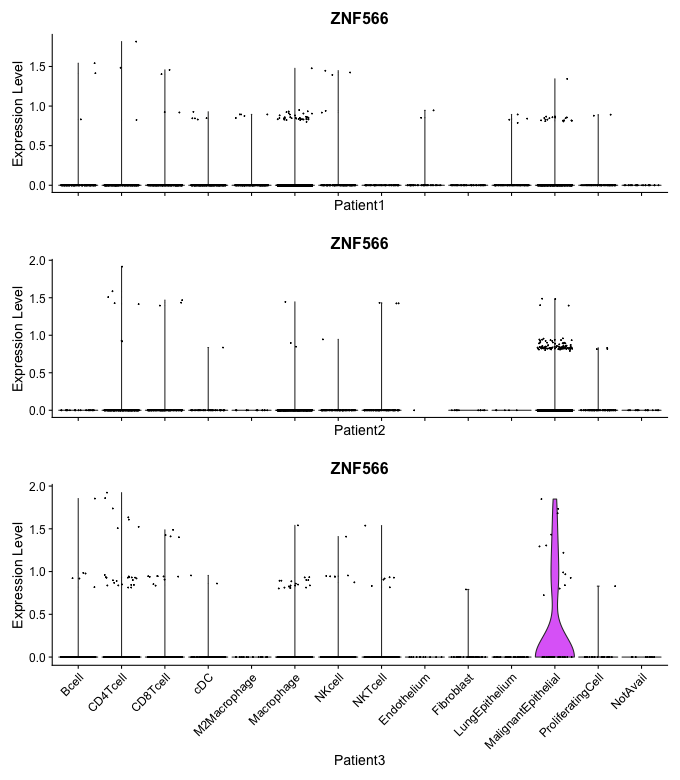 ZNF566
Expression Level
1.5
1.0
0.5
0.0
Patient1
ZNF566
Expression Level
2.0
1.5
1.0
0.5
0.0
Patient2
ZNF566
Expression Level
2.0
1.5
1.0
0.5
0.0
Bcell
CD4Tcell
CD8Tcell
cDC
M2Macrophage
Macrophage
NKcell
NKTcell
Endothelium
Fibroblast
LungEpithelium
MalignantEpithelial
ProliferatingCell
NotAvail
Patient3